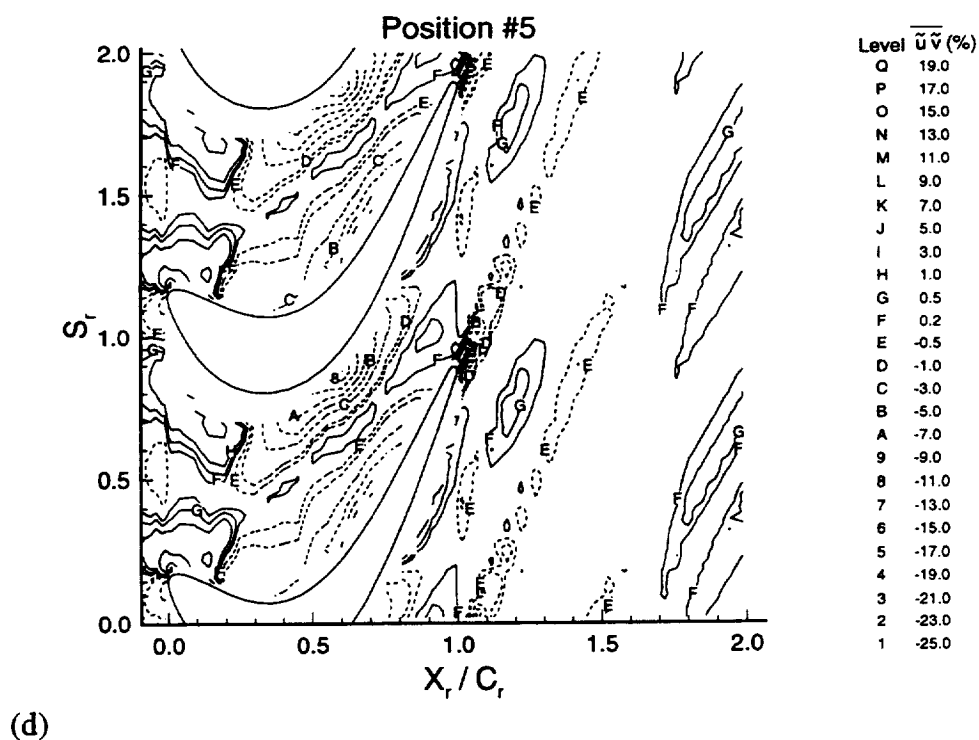 Position #5
Level ũ ṽ (%)
Q 19.0
P 17.0
O 15.0
N 13.0
M 11.0
L 9.0
K 7.0
J 5.0
I 3.0
H 1.0
G 0.5
F 0.2
E -0.5
D -1.0
C -3.0
B -5.0
A -7.0
9 -9.0
8 -11.0
7 -13.0
6 -15.0
5 -17.0
4 -19.0
3 -21.0
2 -23.0
1 -25.0
2.0
1.5
1.0
0.5
0.0
S_r
0.0 0.5 1.0 1.5 2.0
X_r / C_r
(d)